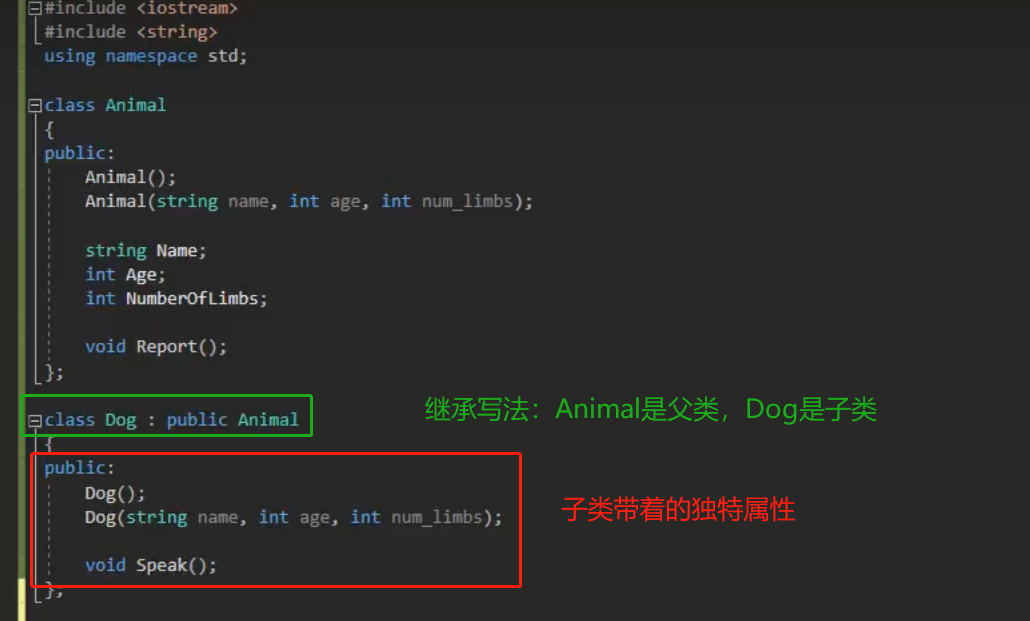 #include <iostream>
#include <string>
using namespace std;
class Animal
{
public:
Animal();
Animal(string name, int age, int num_limbs);
string Name;
int Age;
int NumberOfLimbs;
void Report();
};
class Dog : public Animal
继承写法：Animal是父类，Dog是子类
{
public:
Dog();
Dog(string name, int age, int num_limbs);
子类带着的独特属性
void Speak();
};